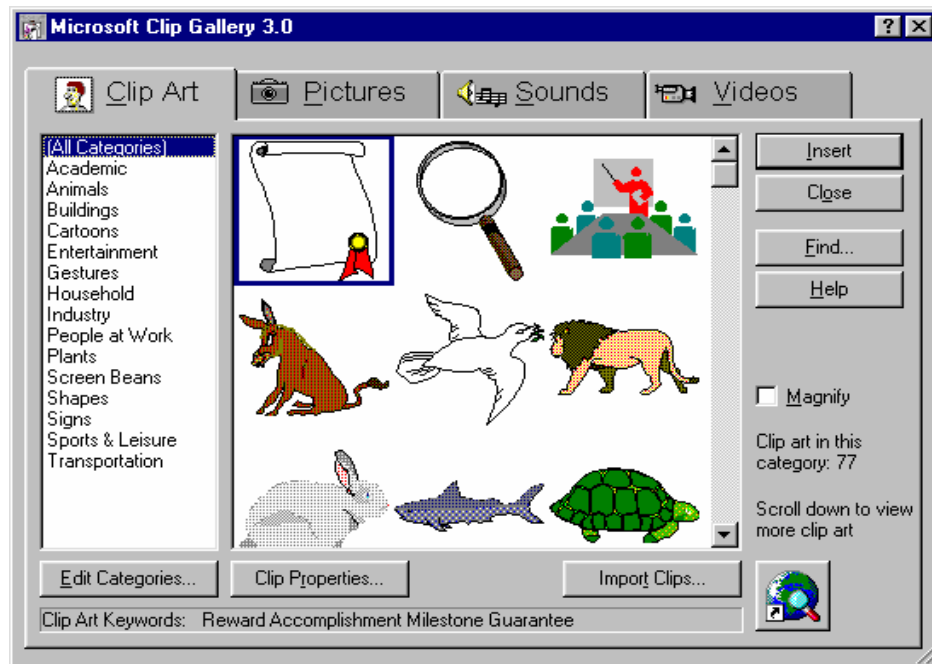 Microsoft Clip Gallery 3.0
Clip Art
Pictures
Sounds
Videos
(All Categories)
Academic
Animals
Buildings
Cartoons
Entertainment
Gestures
Household
Industry
People at Work
Plants
Screen Beans
Shapes
Signs
Sports & Leisure
Transportation
Insert
Close
Find...
Help
Magnify
Clip art in this
category: 77
Scroll down to view
more clip art
Edit Categories...
Clip Properties...
Import Clips...
Clip Art Keywords: Reward Accomplishment Milestone Guarantee